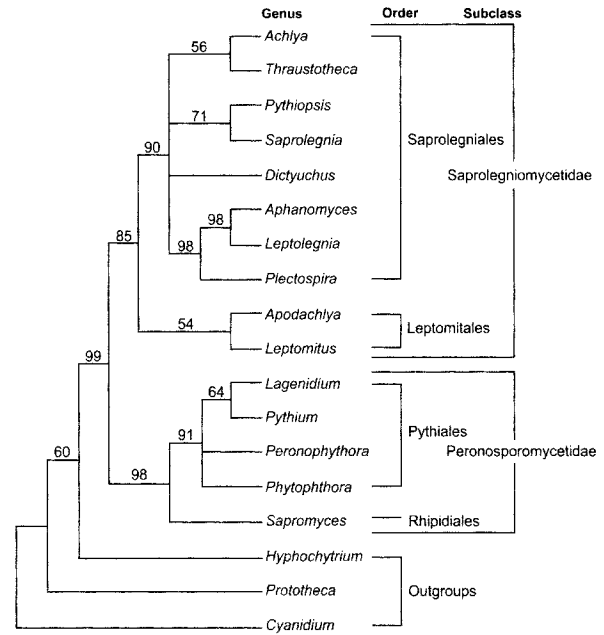 Genus Order Subclass
Achlya
56
Thraustotheca
Pythiopsis
71
Saprolegnia
Saprolegniales
90
Dictyuchus
Saprolegniomycetidae
Aphanomyces
98
Leptolegnia
85
98
Plectospira
Apodachlya
54
Leptomitales
Leptomitus
99
Lagenidium
64
Pythium
Pythiales
91
Peronophythora
Peronosporomycetidae
60
98
Phytophthora
Sapromyces
Rhipidiales
Hyphochytrium
Prototheca
Outgroups
Cyanidium